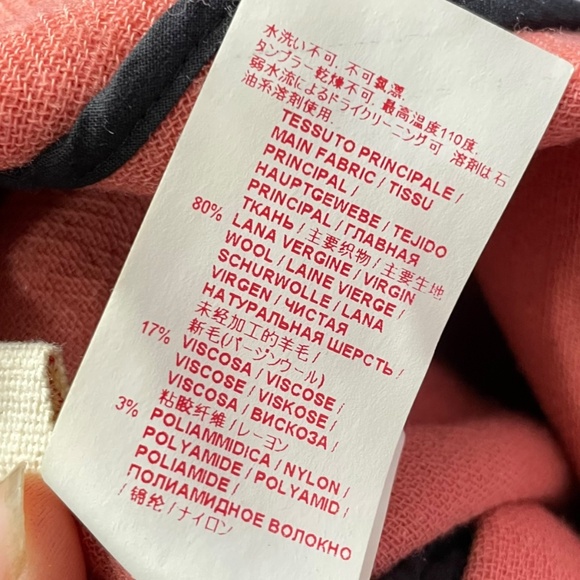 水洗い不可, 不可氯漂,
タンブラー乾燥不可, 最高温度110度,
弱水流によるドライクリーニング可 溶剤は石
油系溶剤使用.
TESSUTO PRINCIPALE /
MAIN FABRIC / TISSU
PRINCIPAL /
HAUPTGEWEBE / TEJIDO
PRINCIPAL / ГЛАВНАЯ
ТКАНЬ / 主要织物 / 主要生地
80% LANA VERGINE / VIRGIN
WOOL / LAINE VIERGE /
SCHURWOLLE / LANA
VIRGEN / ЧИСТАЯ
НАТУРАЛЬНАЯ ШЕРСТЬ /
未经加工的羊毛 /
新毛(バージンウール)
17% VISCOSA / VISCOSE /
VISCOSE / VISKOSE /
VISCOSA / ВИСКОЗА /
粘胶纤维 / レーヨン
3% POLIAMMIDICA / NYLON /
POLYAMIDE / POLYAMID /
POLIAMIDE /
ПОЛИАМИДНОЕ ВОЛОКНО
/ 锦纶 / ナイロン